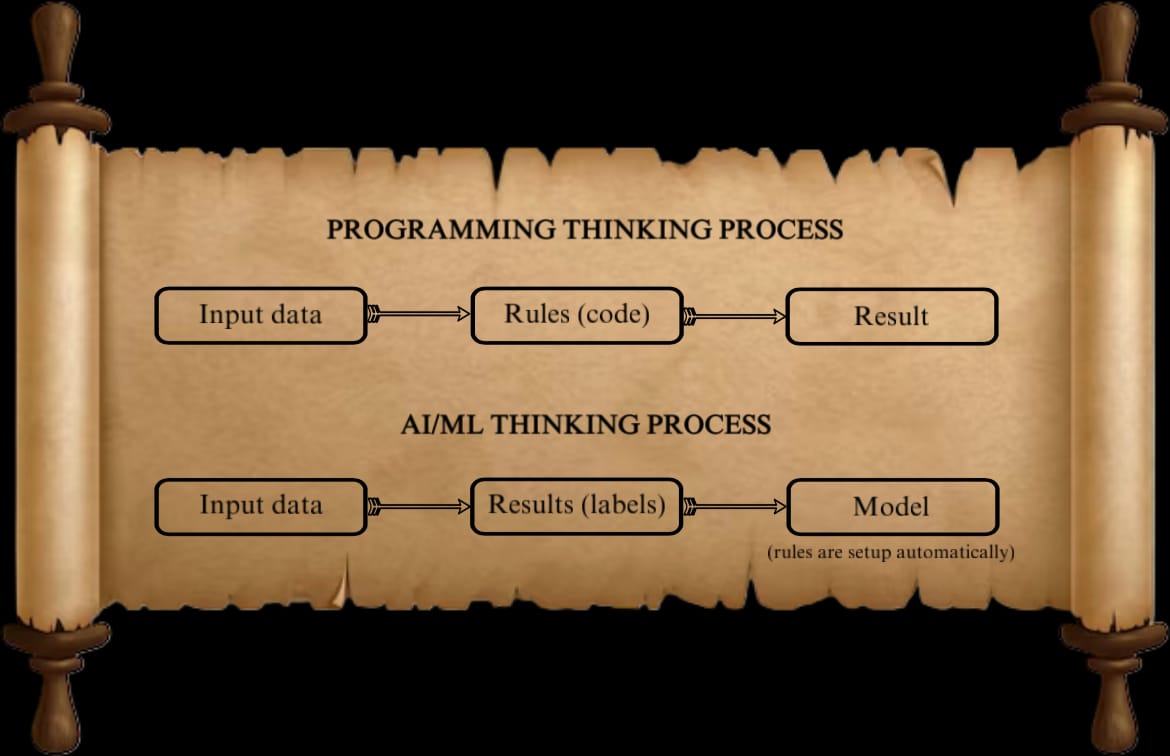 PROGRAMMING THINKING PROCESS
Input data
Rules (code)
Result
AI/ML THINKING PROCESS
Input data
Results (labels)
Model
(rules are setup automatically)